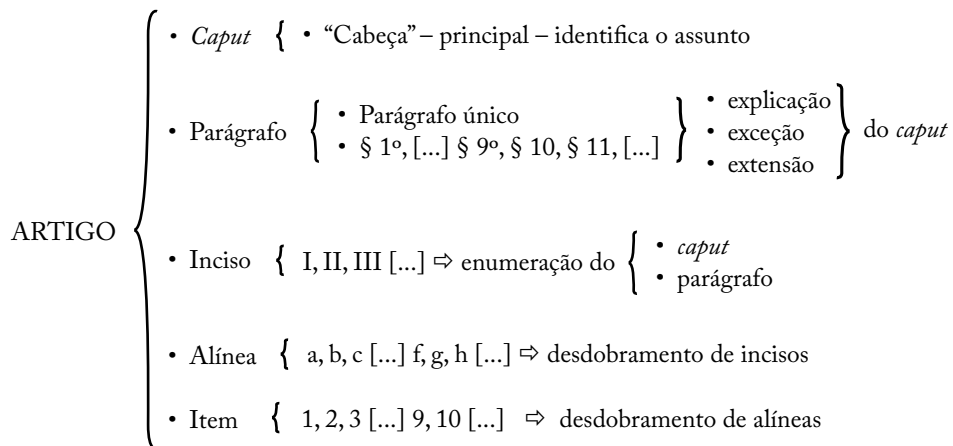 • Caput { • “Cabeça” – principal – identifica o assunto
• Parágrafo { • Parágrafo único
• § 1º, [...] § 9º, § 10, § 11, [...] }
• explicação
• exceção
• extensão } do caput
ARTIGO {
• Inciso { I, II, III [...] ⇨ enumeração do {
• caput
• parágrafo
• Alínea { a, b, c [...] f, g, h [...] ⇨ desdobramento de incisos
• Item { 1, 2, 3 [...] 9, 10 [...] ⇨ desdobramento de alíneas